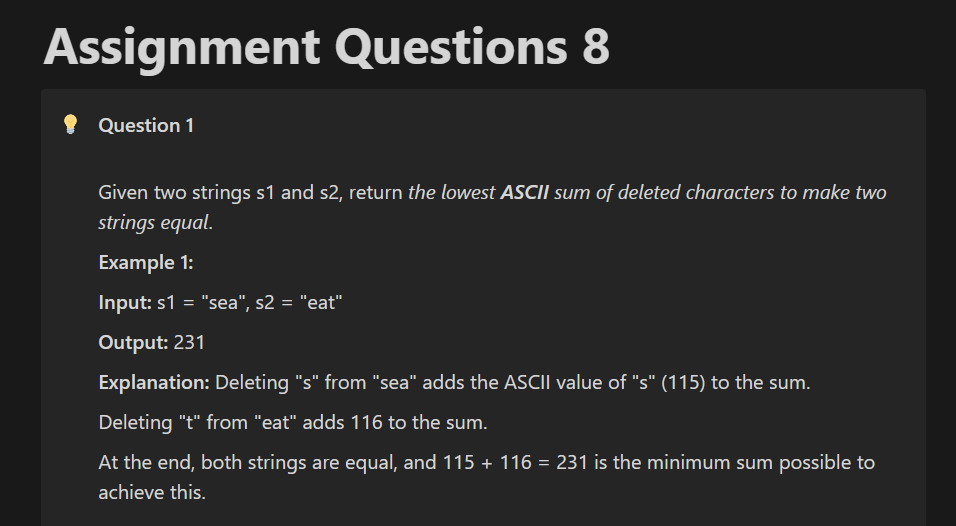 Assignment Questions 8
Question 1
Given two strings s1 and s2, return the lowest ASCII sum of deleted characters to make two
strings equal.
Example 1:
Input: s1 = "sea", s2 = "eat"
Output: 231
Explanation: Deleting "s" from "sea" adds the ASCII value of "s" (115) to the sum.
Deleting "t" from "eat" adds 116 to the sum.
At the end, both strings are equal, and 115 + 116 = 231 is the minimum sum possible to
achieve this.